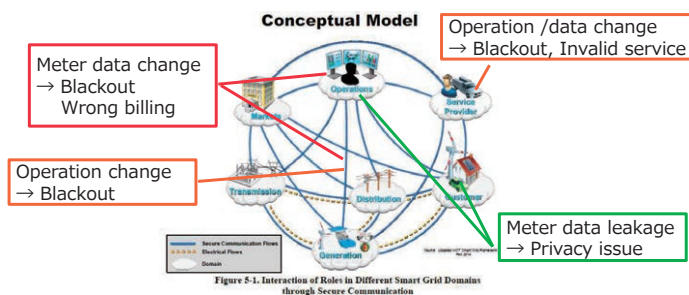 Conceptual Model
Operation /data change
→ Blackout, Invalid service
Meter data change
→ Blackout
Wrong billing
Operations
Markets
Service
Provider
Operation change
→ Blackout
Transmission
Distribution
Customer
Meter data leakage
→ Privacy issue
Secure Communication Flows
Electrical Flows
Domain
Generation
Figure 5-1. Interaction of Roles in Different Smart Grid Domains
through Secure Communication